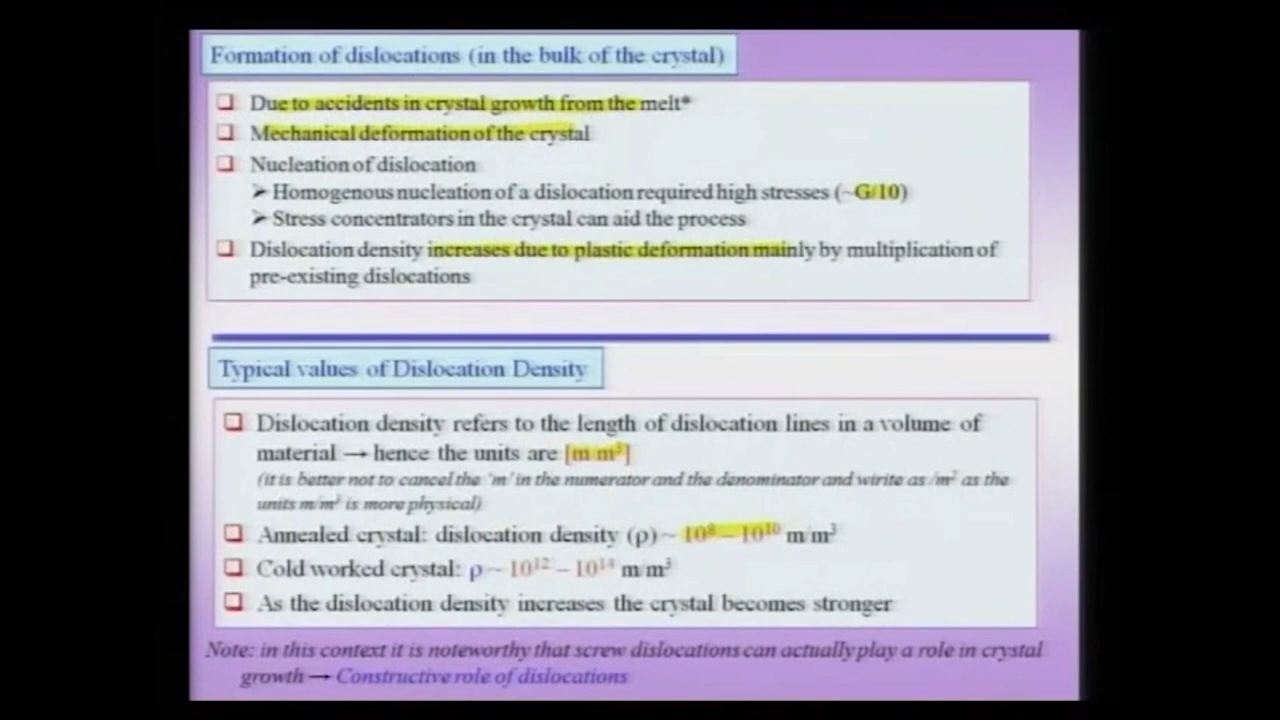 Formation of dislocations (in the bulk of the crystal)
❑ Due to accidents in crystal growth from the melt*
❑ Mechanical deformation of the crystal
❑ Nucleation of dislocation
➤ Homogenous nucleation of a dislocation required high stresses (~G/10)
➤ Stress concentrators in the crystal can aid the process
❑ Dislocation density increases due to plastic deformation mainly by multiplication of
pre-existing dislocations
Typical values of Dislocation Density
❑ Dislocation density refers to the length of dislocation lines in a volume of
material → hence the units are [m/m³]
(it is better not to cancel the 'm' in the numerator and the denominator and wirite as /m² as the
units m/m³ is more physical)
❑ Annealed crystal: dislocation density (ρ) ~ 10⁸ – 10¹⁰ m/m³
❑ Cold worked crystal: ρ ~ 10¹² – 10¹⁴ m/m³
❑ As the dislocation density increases the crystal becomes stronger
Note: in this context it is noteworthy that screw dislocations can actually play a role in crystal
growth → Constructive role of dislocations